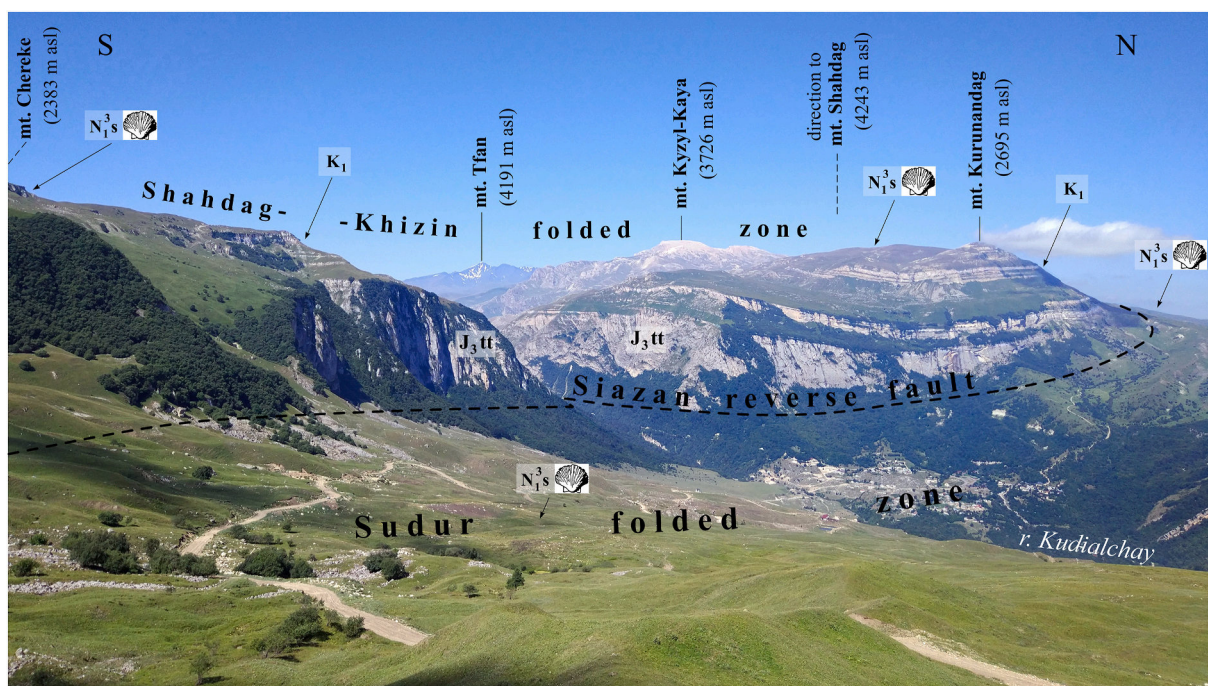 S
N
mt. Chereke
(2383 m asl)
N₁³s
K₁
mt. Tfan
(4191 m asl)
mt. Kyzyl-Kaya
(3726 m asl)
direction to
mt. Shahdag
(4243 m asl)
N₁³s
mt. Kurunandag
(2695 m asl)
K₁
N₁³s
Shahdag-
-Khizin folded zone
J₃tt
J₃tt
Siazan reverse fault
N₁³s
Sudur folded zone
r. Kudialchay